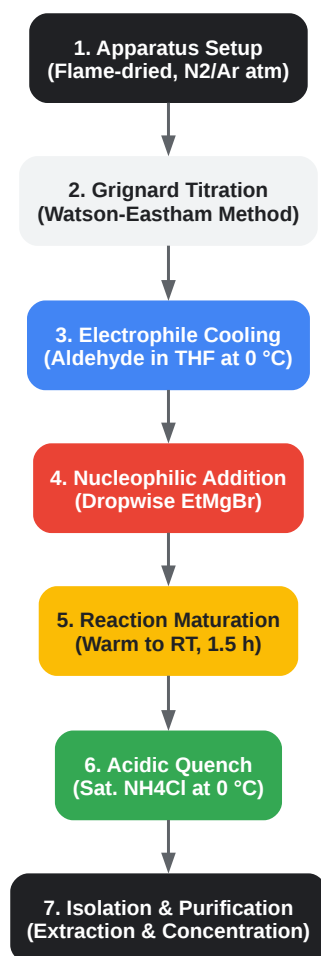 1. Apparatus Setup
(Flame-dried, N2/Ar atm)
2. Grignard Titration
(Watson-Eastham Method)
3. Electrophile Cooling
(Aldehyde in THF at 0 °C)
4. Nucleophilic Addition
(Dropwise EtMgBr)
5. Reaction Maturation
(Warm to RT, 1.5 h)
6. Acidic Quench
(Sat. NH4Cl at 0 °C)
7. Isolation & Purification
(Extraction & Concentration)